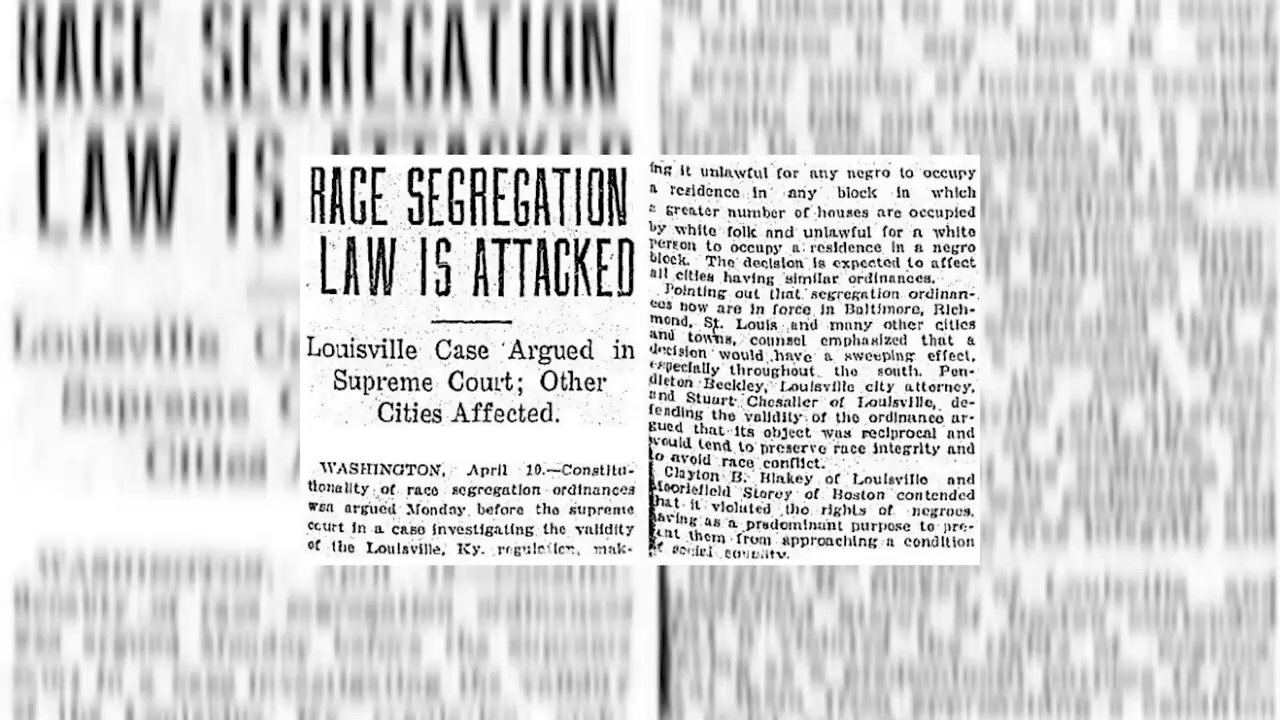 RACE SEGREGATION
LAW IS ATTACKED
Louisville Case Argued in
Supreme Court; Other
Cities Affected.
WASHINGTON, April 10.—Constitu-
tionality of race segregation ordinances
was argued Monday before the supreme
court in a case investigating the validity
of the Louisville, Ky. regulation, mak-
ing it unlawful for any negro to occupy
a residence in any block in which
a greater number of houses are occupied
by white folk and unlawful for a white
person to occupy a residence in a negro
block. The decision is expected to affect
all cities having similar ordinances.
Pointing out that segregation ordinan-
ces now are in force in Baltimore, Rich-
mond, St. Louis and many other cities
and towns, counsel emphasized that a
decision would have a sweeping effect,
especially throughout the south. Pen-
dleton Beckley, Louisville city attorney,
and Stuart Chesalier of Louisville, de-
fending the validity of the ordinance ar-
gued that its object was reciprocal and
would tend to preserve race integrity and
to avoid race conflict.
Clayton B. Blakey of Louisville and
Moorlefield Storey of Boston contended
that it violated the rights of negroes,
having as a predominant purpose to pre-
vent them from approaching a condition
of social equality.